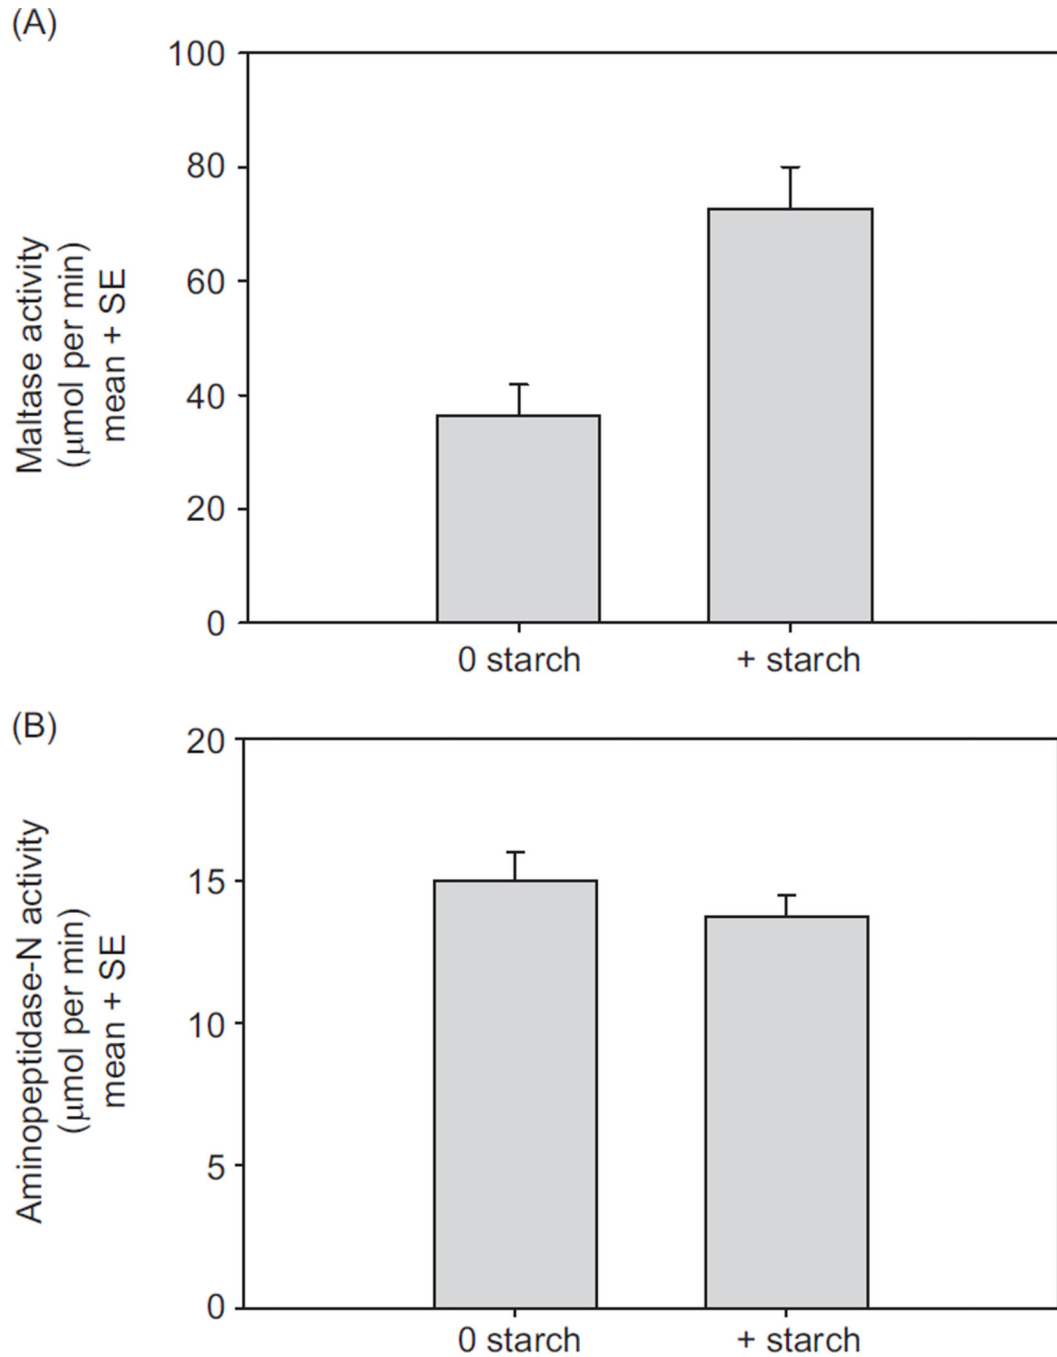 (A)
Maltase activity
(μmol per min)
mean + SE
100
80
60
40
20
0
0 starch
+ starch
(B)
Aminopeptidase-N activity
(μmol per min)
mean + SE
20
15
10
5
0
0 starch
+ starch